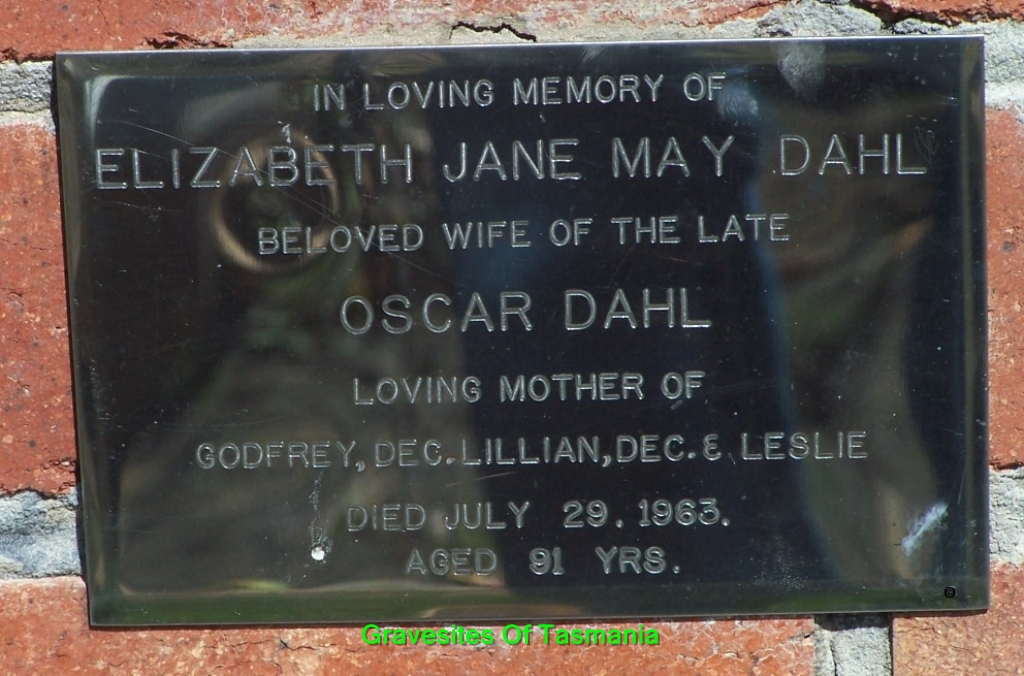 IN LOVING MEMORY OF
ELIZABETH JANE MAY DAHL
BELOVED WIFE OF THE LATE
OSCAR DAHL
LOVING MOTHER OF
GODFREY, DEC. LILLIAN, DEC. & LESLIE
DIED JULY 29. 1963.
AGED 91 YRS.
Gravesites Of Tasmania